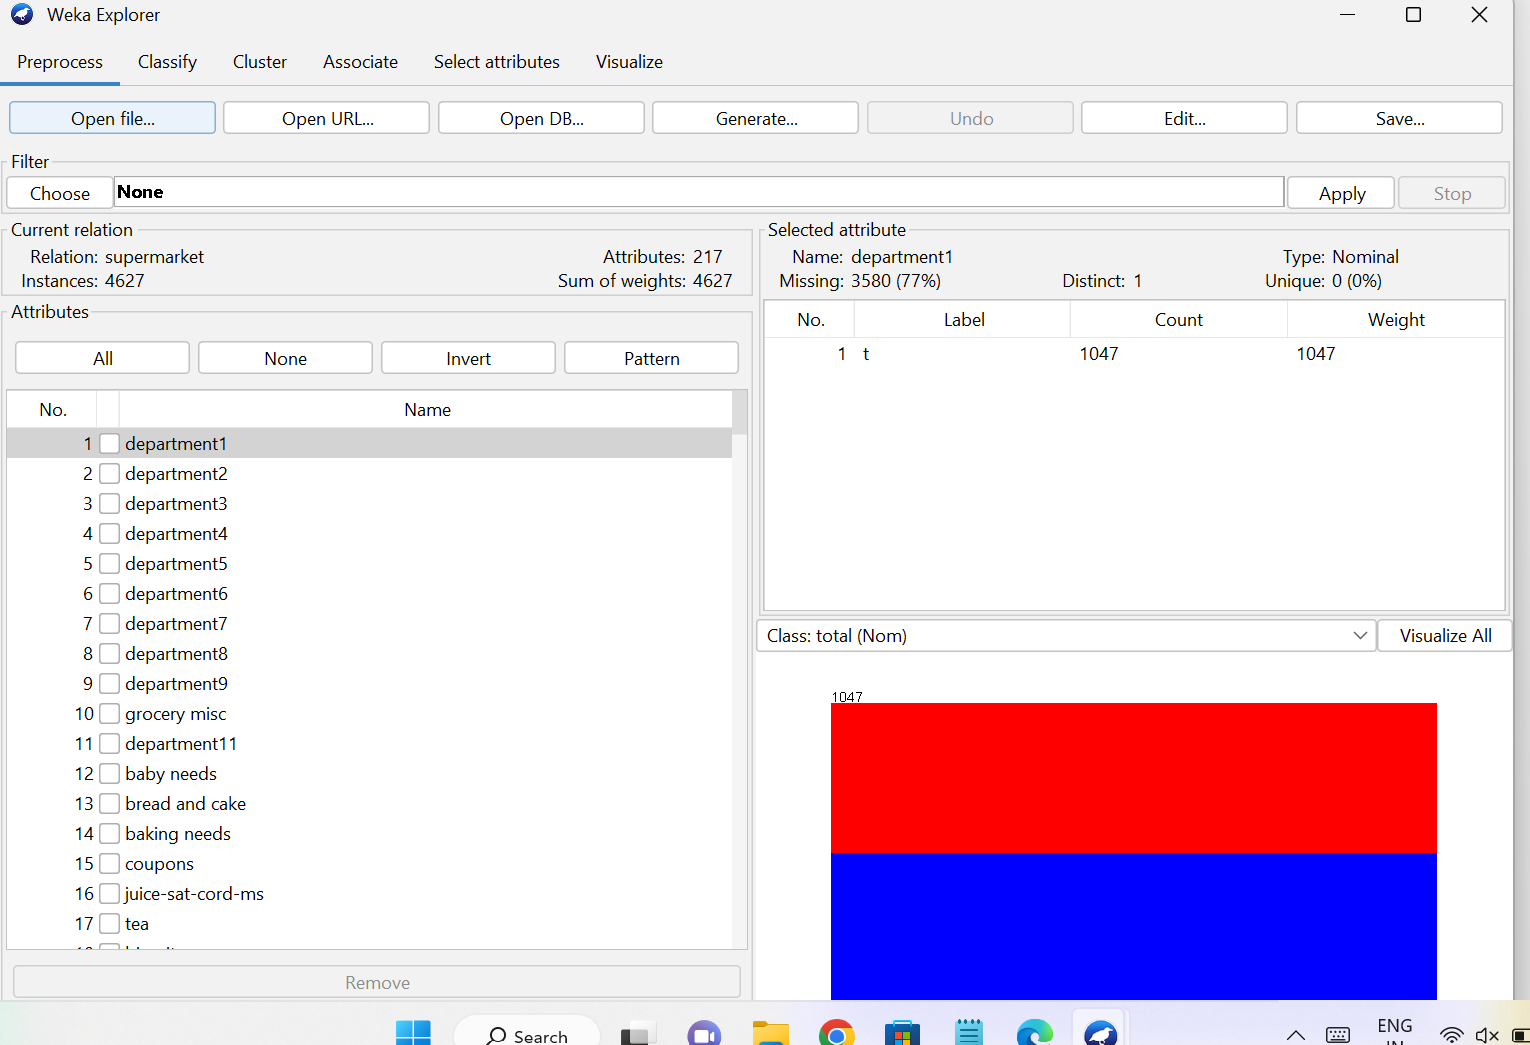 Weka Explorer
Preprocess Classify Cluster Associate Select attributes Visualize
Open file... Open URL... Open DB... Generate... Undo Edit... Save...
Filter
Choose None Apply Stop
Current relation
Relation: supermarket Attributes: 217
Instances: 4627 Sum of weights: 4627
Attributes
All None Invert Pattern
No. Name
1 department1
2 department2
3 department3
4 department4
5 department5
6 department6
7 department7
8 department8
9 department9
10 grocery misc
11 department11
12 baby needs
13 bread and cake
14 baking needs
15 coupons
16 juice-sat-cord-ms
17 tea
Remove
Selected attribute
Name: department1 Type: Nominal
Missing: 3580 (77%) Distinct: 1 Unique: 0 (0%)
No. Label Count Weight
1 t 1047 1047
Class: total (Nom) Visualize All
1047
Search
ENG